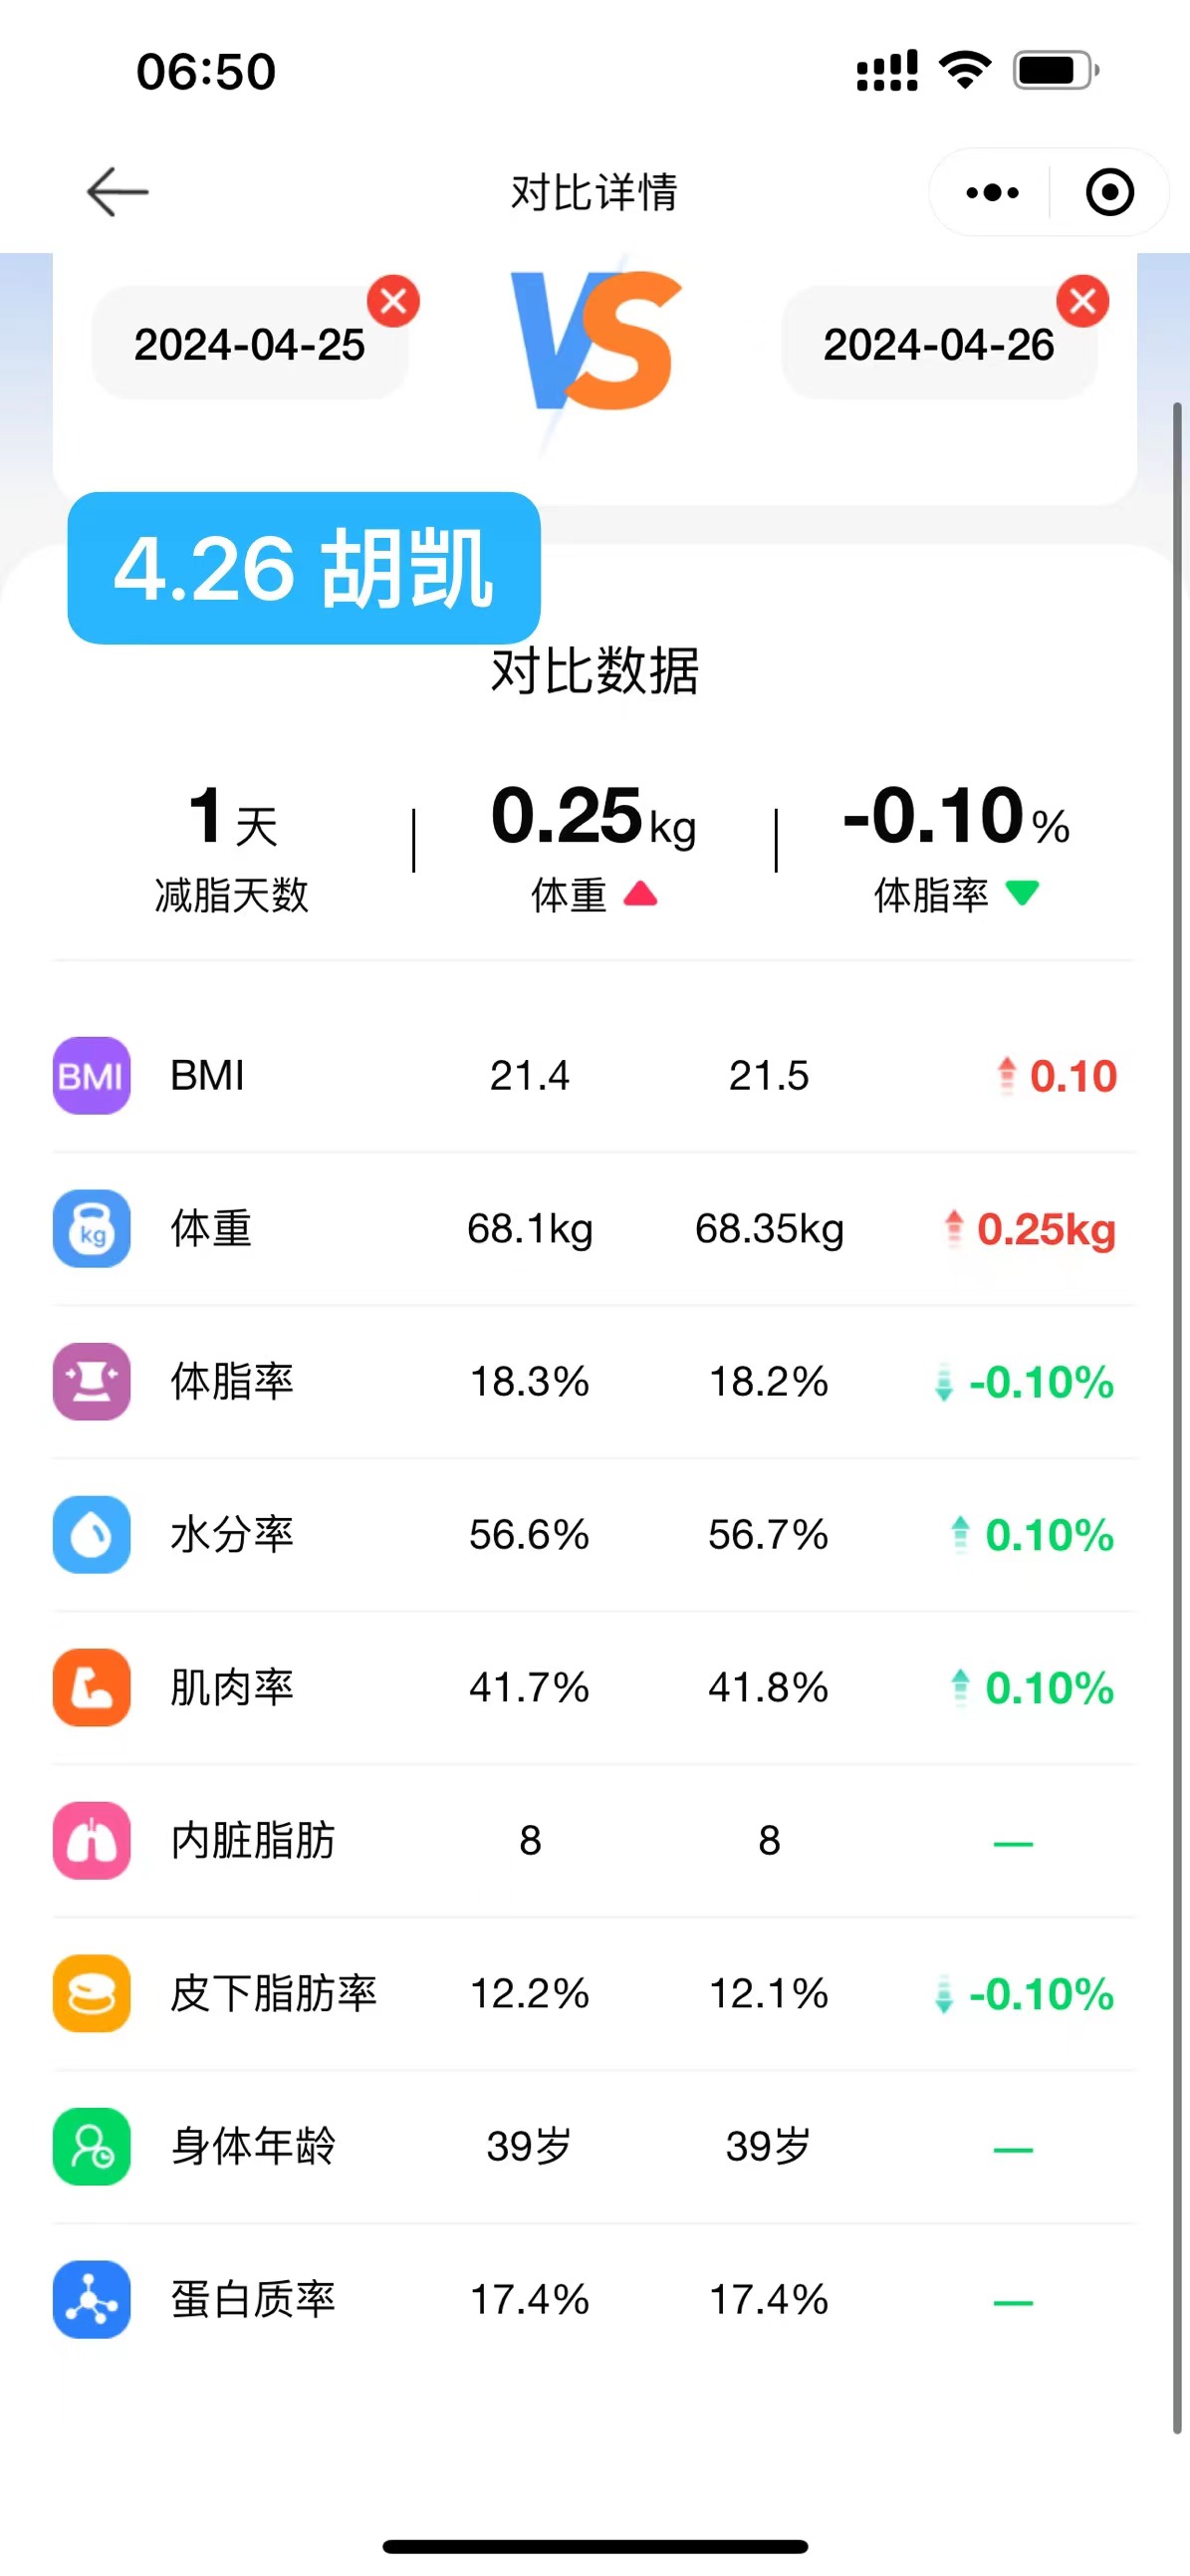 06:50
对比详情
2024-04-25 VS 2024-04-26
4.26 胡凯
对比数据
1天 0.25kg -0.10%
减脂天数 体重 体脂率
BMI BMI 21.4 21.5 0.10
kg 体重 68.1kg 68.35kg 0.25kg
体脂率 18.3% 18.2% -0.10%
水分率 56.6% 56.7% 0.10%
肌肉率 41.7% 41.8% 0.10%
内脏脂肪 8 8 —
皮下脂肪率 12.2% 12.1% -0.10%
身体年龄 39岁 39岁 —
蛋白质率 17.4% 17.4% —